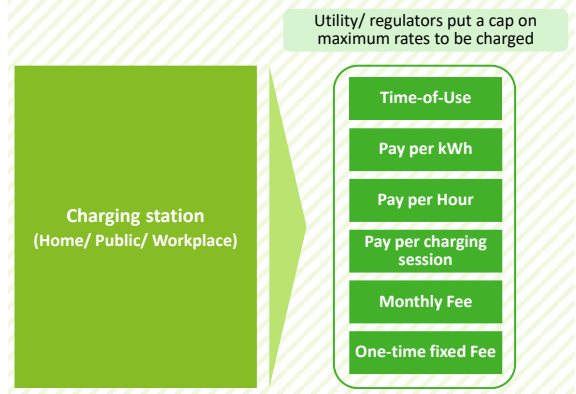 Utility/ regulators put a cap on
maximum rates to be charged
Charging station
(Home/ Public/ Workplace)
Time-of-Use
Pay per kWh
Pay per Hour
Pay per charging
session
Monthly Fee
One-time fixed Fee